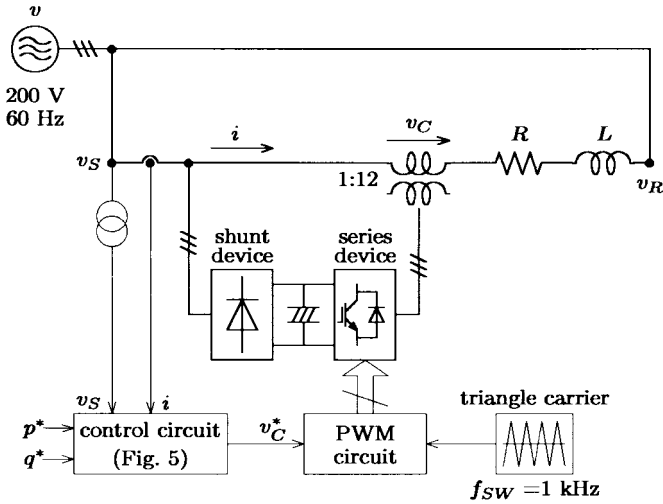 v
200 V
60 Hz
v_S
i
v_C
R
L
1:12
v_R
shunt
device
series
device
v_S
i
p*
q*
control circuit
(Fig. 5)
v_C^*
PWM
circuit
triangle carrier
f_SW=1 kHz